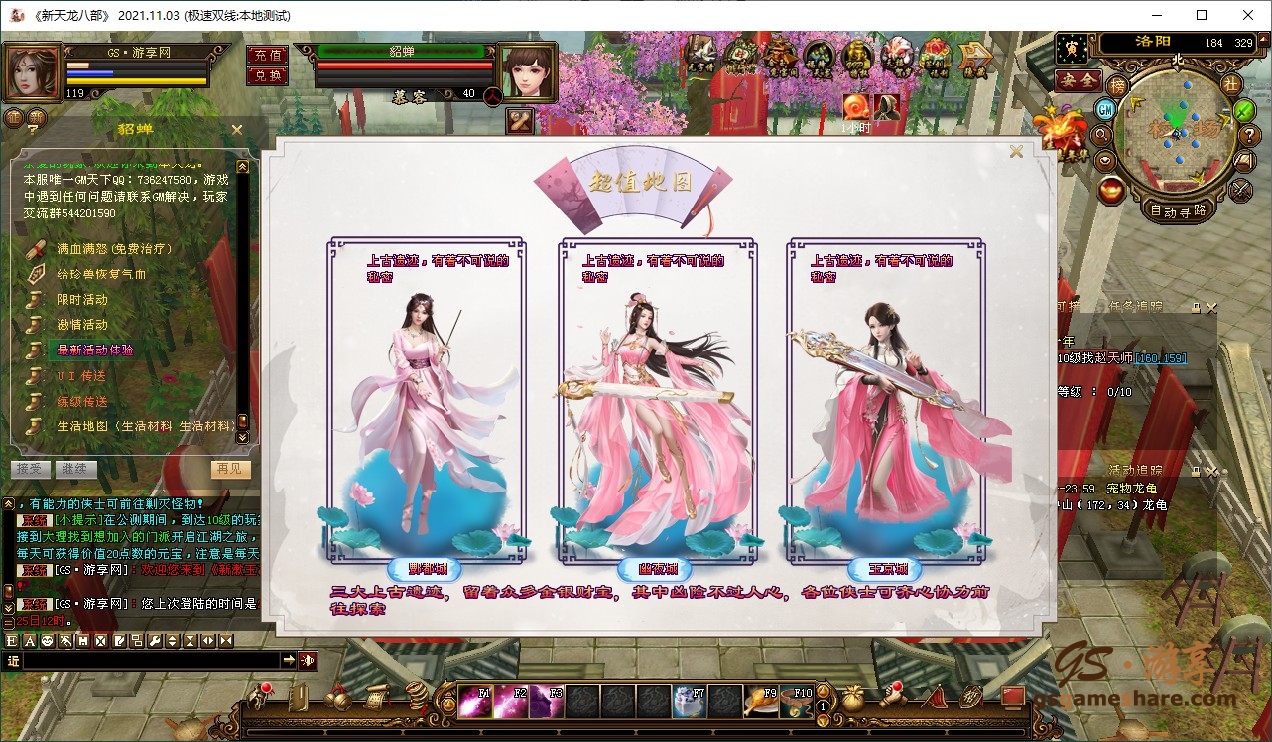 《新天龙八部》 2021.11.03 (极速双线:本地测试)
GS·游享网
119
充值
兑换
貂蝉
慕容
40
1小时
洛阳
184 329
北
安全
榜
社
GM
自动寻路
征
新
貂蝉
本服唯一GM天下QQ：736247580，游戏
中遇到任何问题请联系GM解决，玩家
交流群544201590
满血满怒(免费治疗)
给珍兽恢复气血
限时活动
激情活动
最新活动体验
UI 传送
练级传送
生活地图（生活材料 生活材料
接受
继续
再见
超值地图
上古遗迹，有着不可说的
秘密
上古遗迹，有着不可说的
秘密
上古遗迹，有着不可说的
秘密
酆都城
幽夜城
玉京城
三大上古遗迹，留着众多金银财宝，其中凶险不过人心，各位侠士可齐心协力前
往探索
任务追踪
10级找赵天师[160,159]
等级 ： 0/10
活动追踪
-23.59 宠物龙龟
山（172，34）龙龟
，有能力的侠士可前往剿灭怪物！
系统 [小提示]在公测期间，到达10级的玩
接到大理找到想加入的门派开启江湖之旅，
每天可获得价值20点数的元宝，注意是每天
系统 [GS·游享网]：欢迎您来到《新
系统 [GS·游享网]：您上次登陆的时间是
25日12时。
近
F1
F2
F3
F7
F9
F10
1
GS·游享网
gsgameshare.com